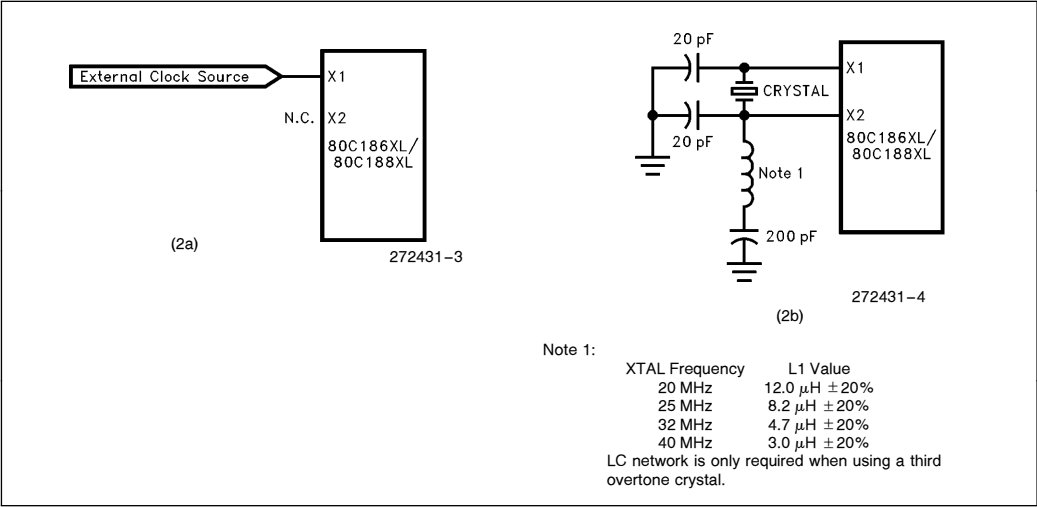 External Clock Source
X1
N.C.
X2
80C186XL/
80C188XL
(2a)
272431–3
20 pF
X1
CRYSTAL
X2
20 pF
80C186XL/
80C188XL
Note 1
200 pF
272431–4
(2b)
Note 1:
XTAL Frequency L1 Value
20 MHz 12.0 μH ±20%
25 MHz 8.2 μH ±20%
32 MHz 4.7 μH ±20%
40 MHz 3.0 μH ±20%
LC network is only required when using a third
overtone crystal.